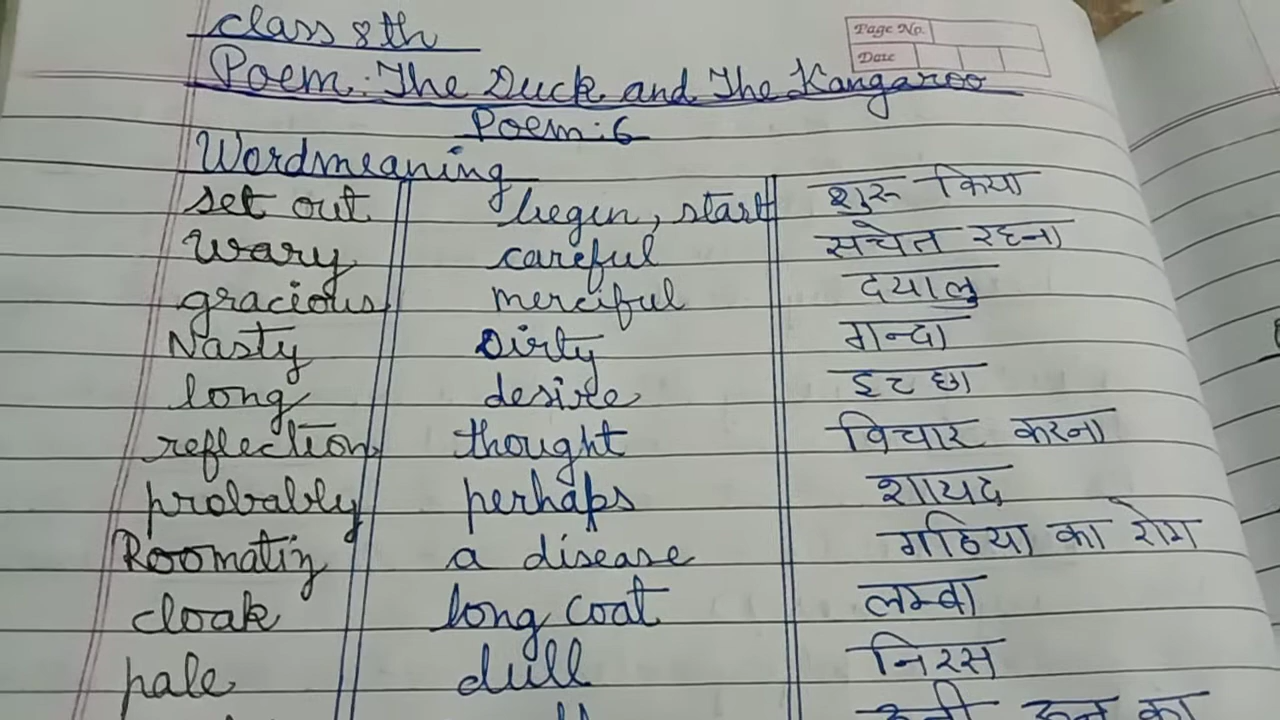 class 8th
Page No.
Date
Poem: The Duck and The Kangaroo
Poem: 6
Wordmeaning
set out begin, start शुरू किया
wary careful सचेत रहना
gracious merciful दयालु
Nasty Dirty गन्दा
long desire इच्छा
reflection thought विचार करना
probably perhaps शायद
Roomatiz a disease गठिया का रोग
cloak long coat लम्बा
pale dull निरस
ऊन का